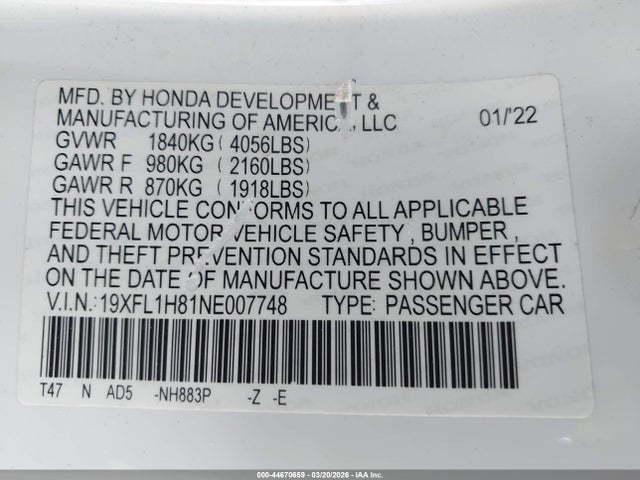 MFD. BY HONDA DEVELOPMENT &
MANUFACTURING OF AMERICA, LLC 01/'22
GVWR 1840KG ( 4056LBS)
GAWR F 980KG ( 2160LBS)
GAWR R 870KG ( 1918LBS)
THIS VEHICLE CONFORMS TO ALL APPLICABLE
FEDERAL MOTOR VEHICLE SAFETY , BUMPER ,
AND THEFT PREVENTION STANDARDS IN EFFECT
ON THE DATE OF MANUFACTURE SHOWN ABOVE.
V.I.N.:19XFL1H81NE007748 TYPE: PASSENGER CAR
T47 N AD5 -NH883P -Z -E
000-44670659 | 03/20/2026 | IAA Inc.